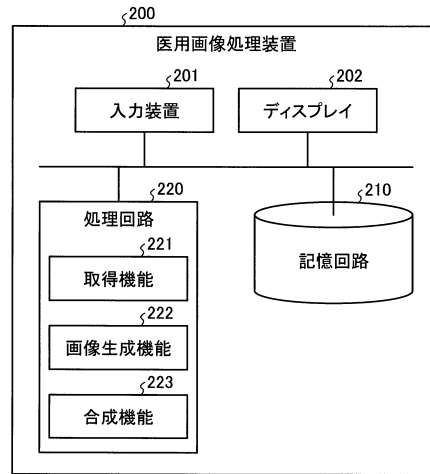 200
医用画像処理装置
201
入力装置
202
ディスプレイ
220
処理回路
221
取得機能
222
画像生成機能
223
合成機能
210
記憶回路